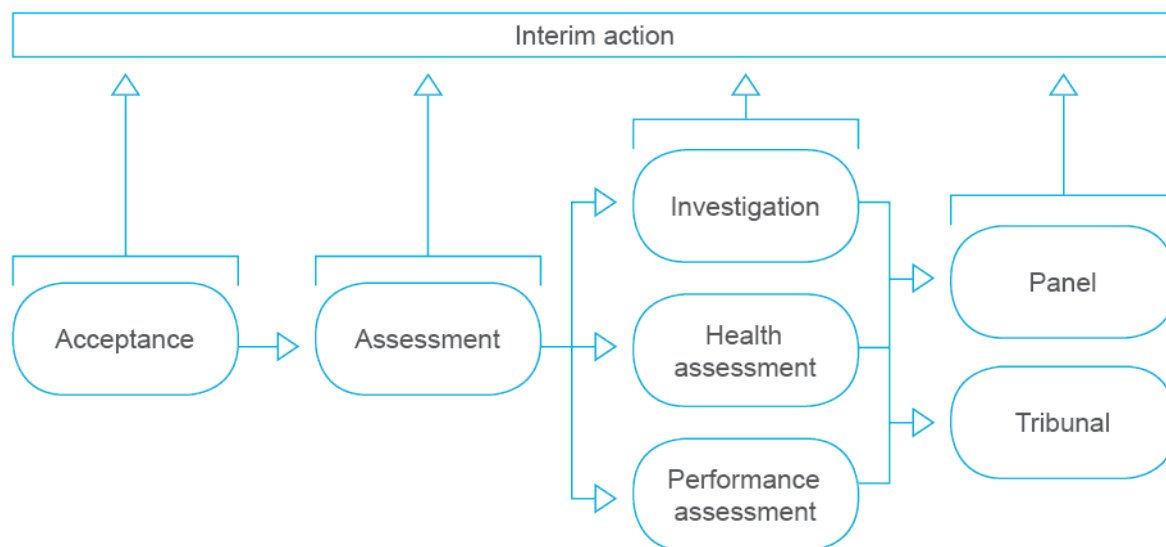 Interim action
Acceptance
Assessment
Investigation
Health
assessment
Performance
assessment
Panel
Tribunal